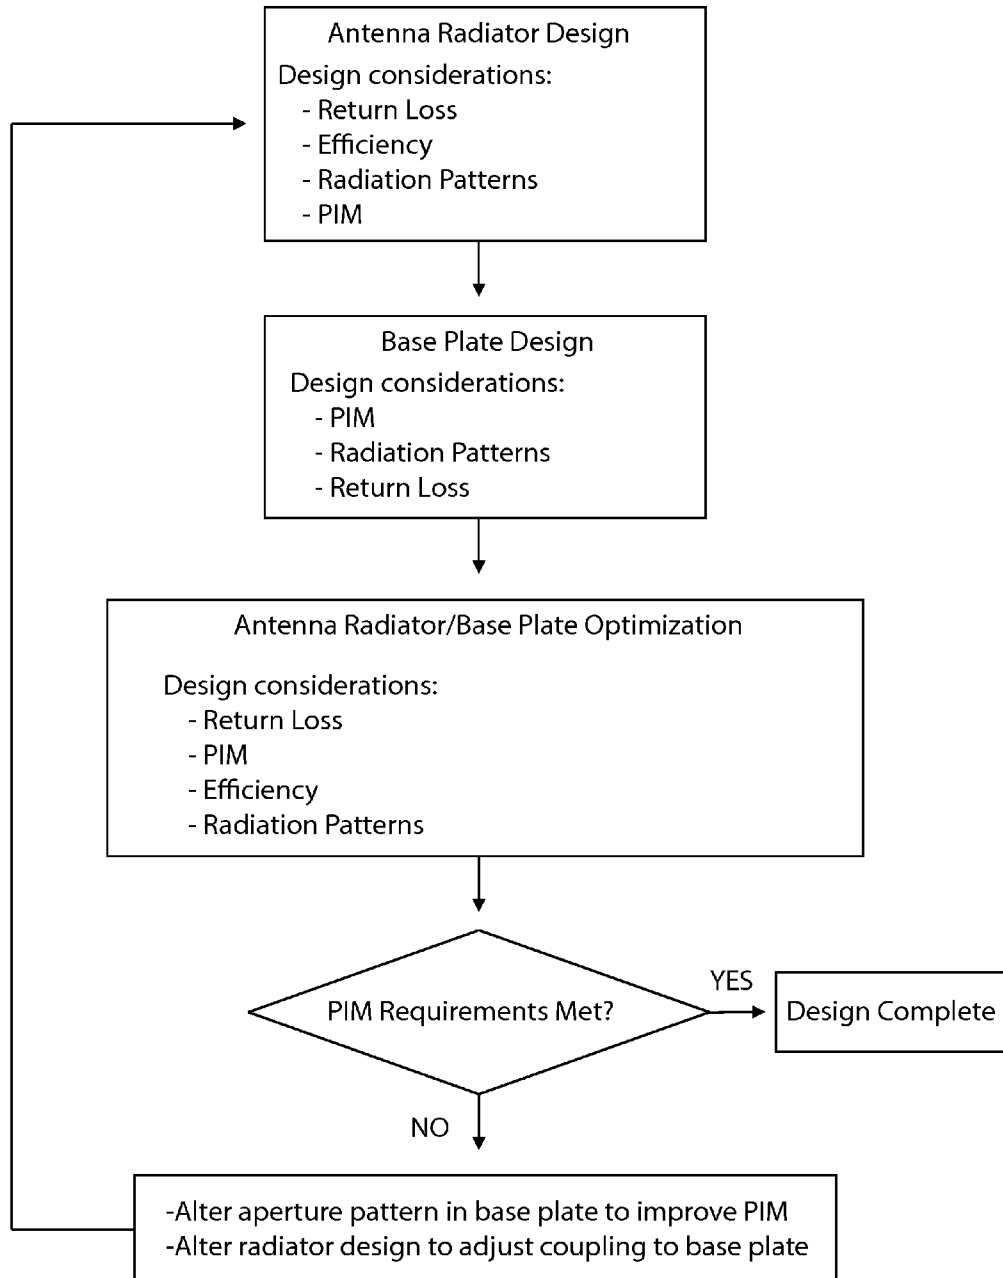 Antenna Radiator Design
Design considerations:
- Return Loss
- Efficiency
- Radiation Patterns
- PIM
Base Plate Design
Design considerations:
- PIM
- Radiation Patterns
- Return Loss
Antenna Radiator/Base Plate Optimization
Design considerations:
- Return Loss
- PIM
- Efficiency
- Radiation Patterns
PIM Requirements Met?
YES
Design Complete
NO
-Alter aperture pattern in base plate to improve PIM
-Alter radiator design to adjust coupling to base plate